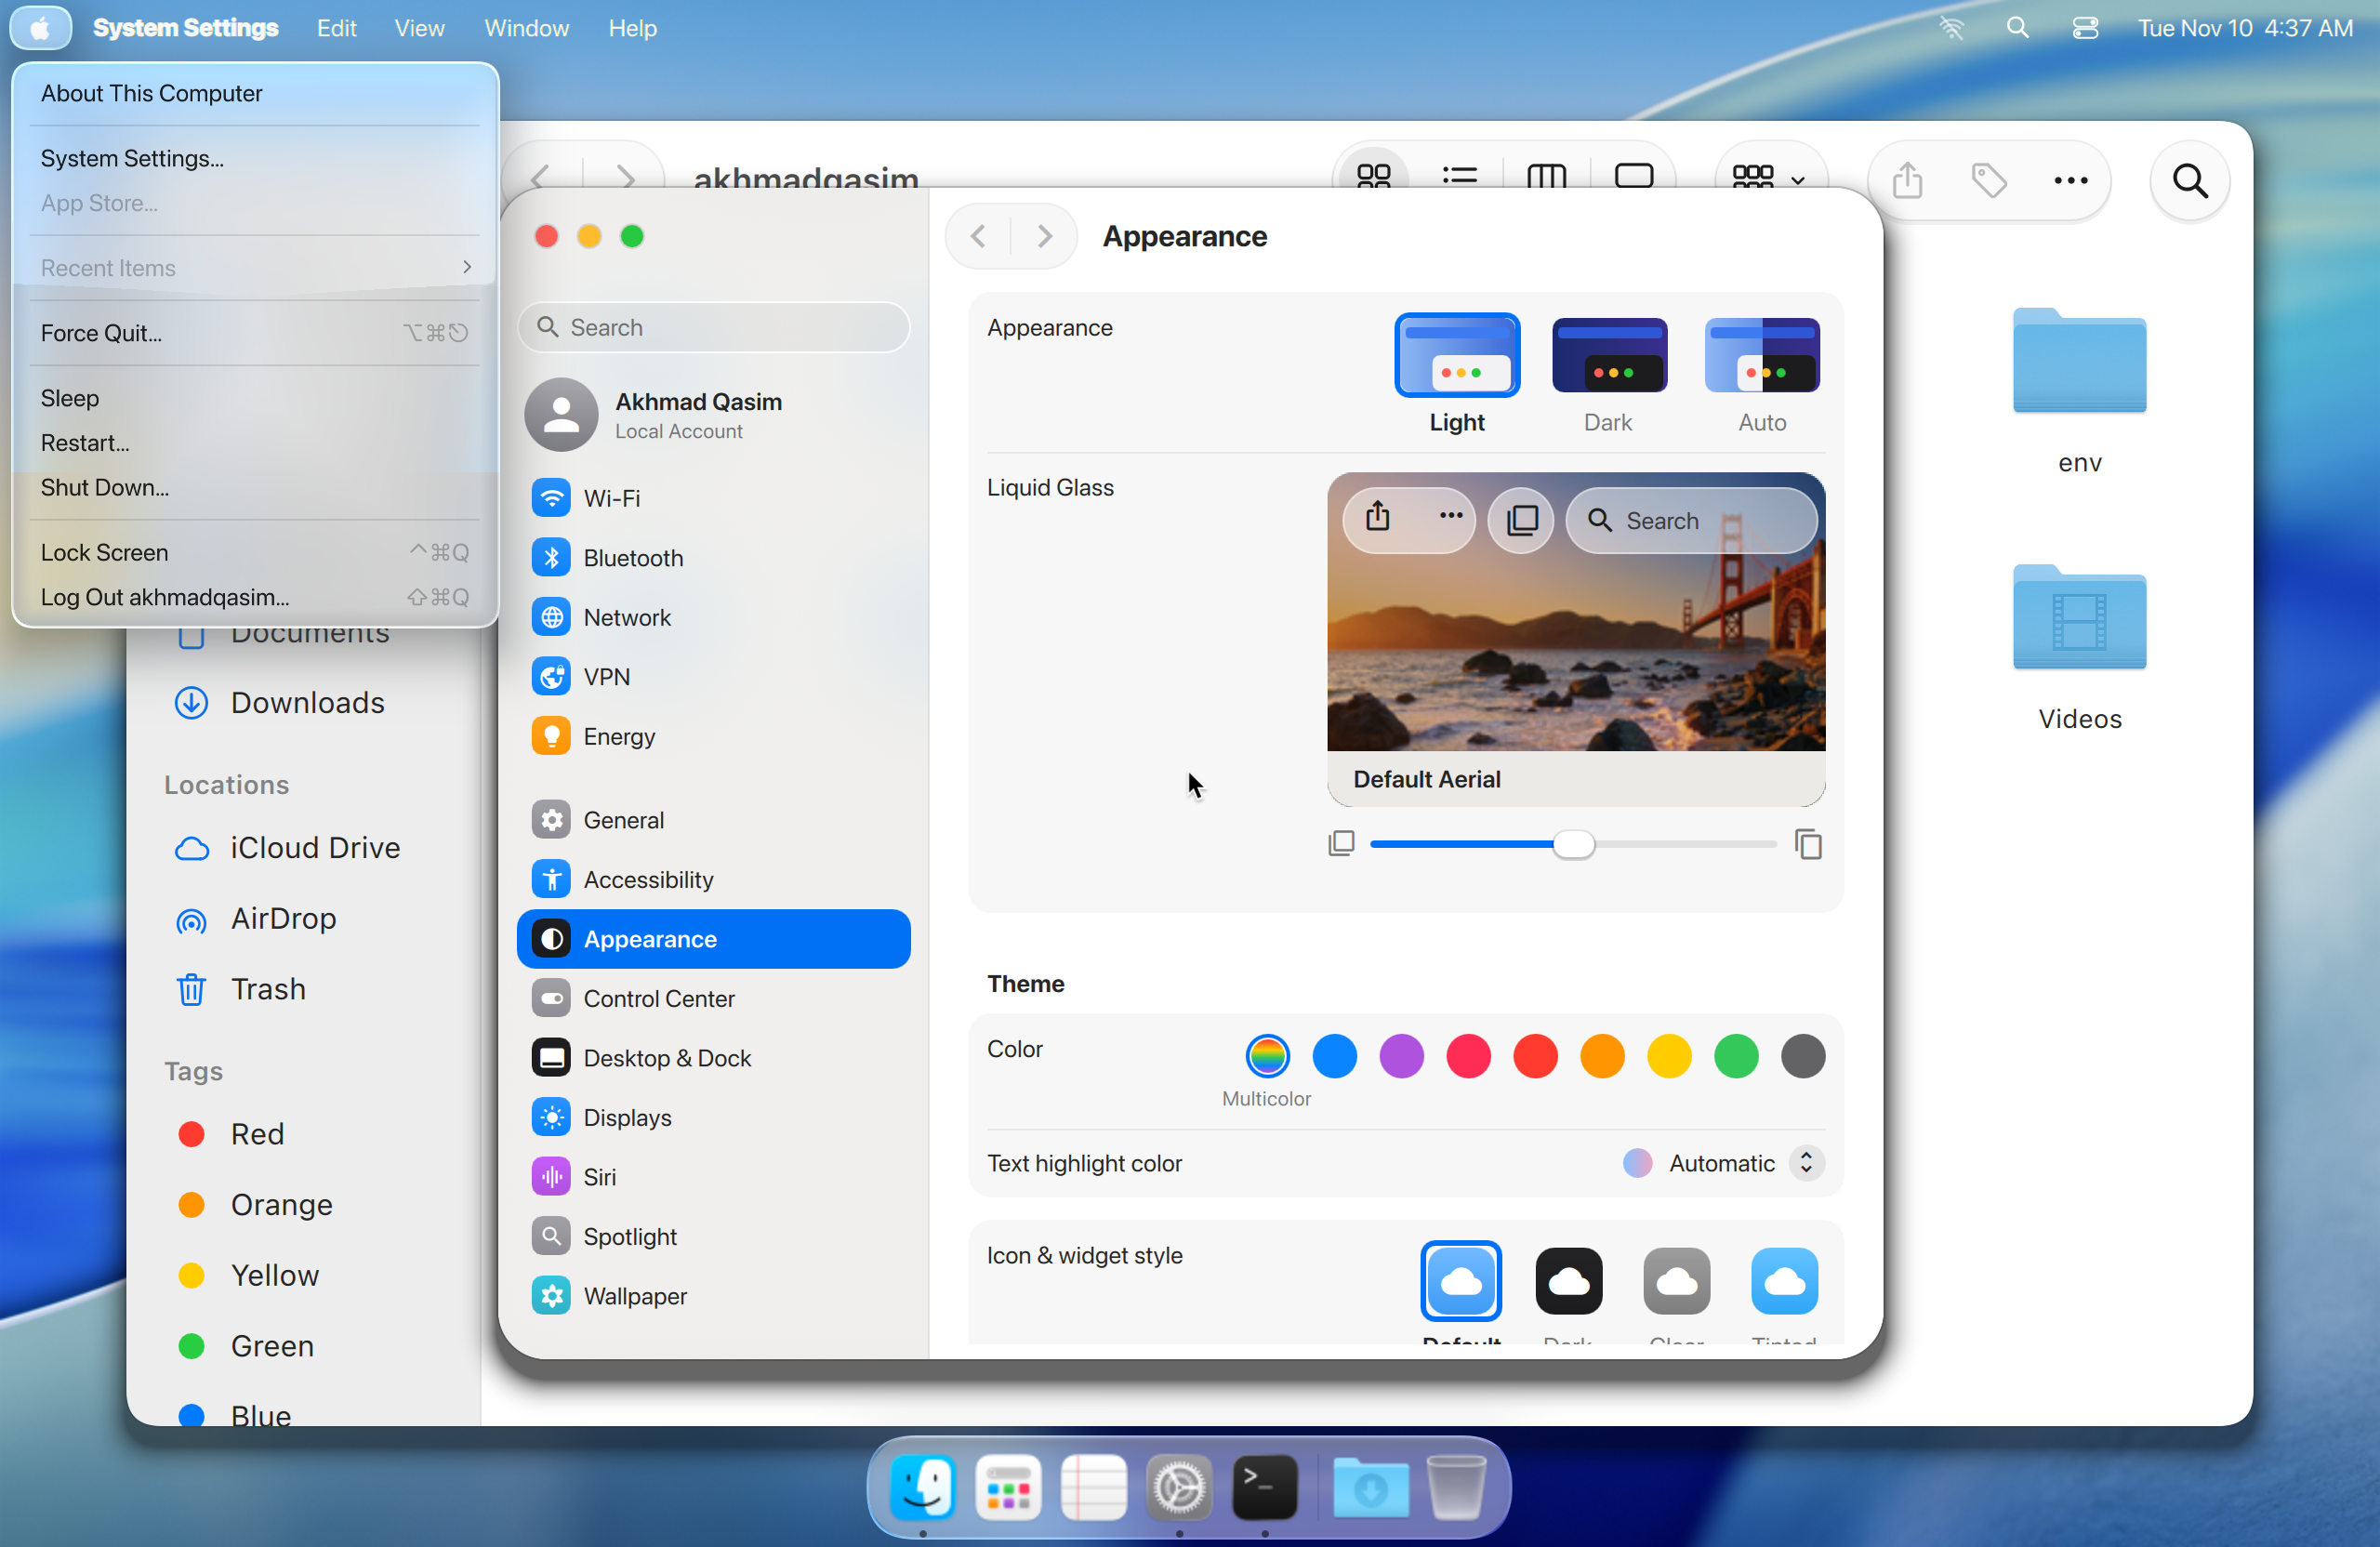 System Settings Edit View Window Help Tue Nov 10 4:37 AM
About This Computer
System Settings...
App Store...
Recent Items
Force Quit... ⌥⌘⎋
Sleep
Restart...
Shut Down...
Lock Screen ^⌘Q
Log Out akhmadqasim... ⇧⌘Q
Documents
Downloads
Locations
iCloud Drive
AirDrop
Trash
Tags
Red
Orange
Yellow
Green
Blue
akhmadqasim
Search
Akhmad Qasim
Local Account
Wi-Fi
Bluetooth
Network
VPN
Energy
General
Accessibility
Appearance
Control Center
Desktop & Dock
Displays
Siri
Spotlight
Wallpaper
Appearance
Appearance
Light Dark Auto
Liquid Glass
Search
Default Aerial
Theme
Color
Multicolor
Text highlight color Automatic
Icon & widget style
Default Dark Clear Tinted
env
Videos